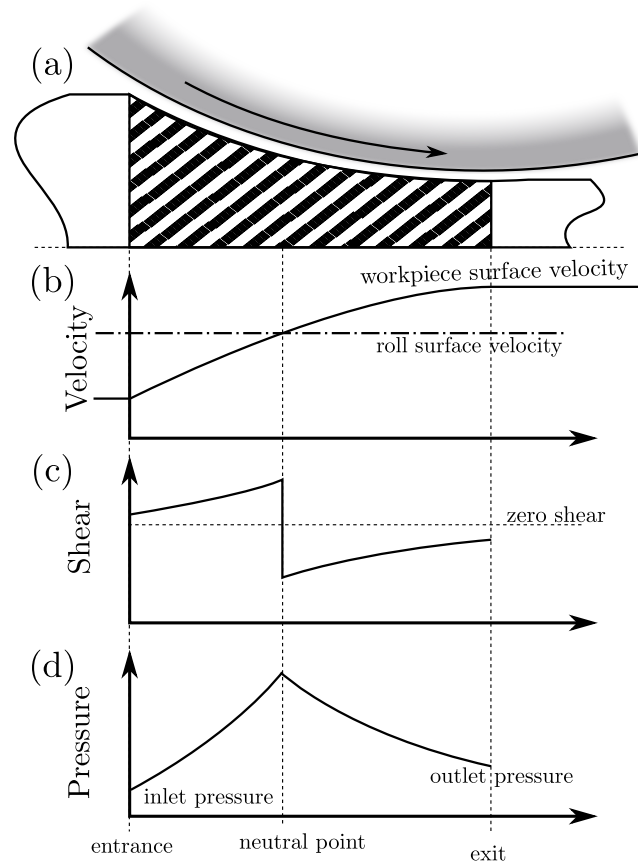 (a)
(b)
workpiece surface velocity
Velocity
roll surface velocity
(c)
Shear
zero shear
(d)
Pressure
outlet pressure
inlet pressure
entrance
neutral point
exit